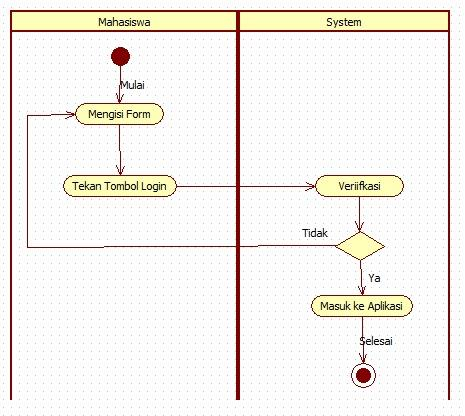 Mahasiswa
System
Mulai
Mengisi Form
Tekan Tombol Login
Veriifkasi
Tidak
Ya
Masuk ke Aplikasi
Selesai